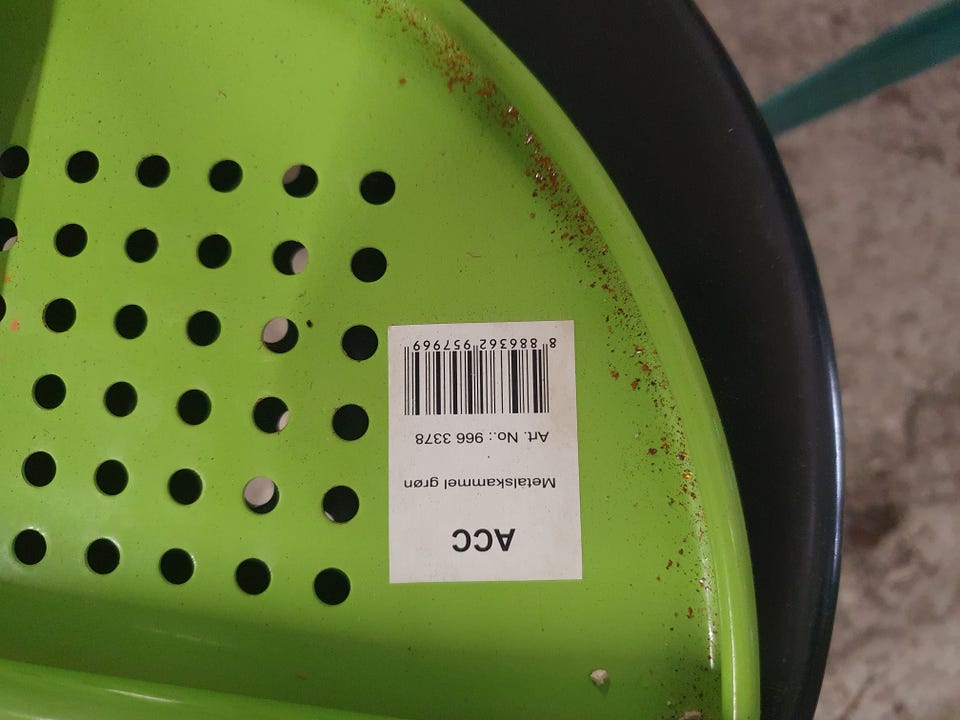 ACC
Metalskammel grøn
Art. No.: 966 3378
8 886362 957969